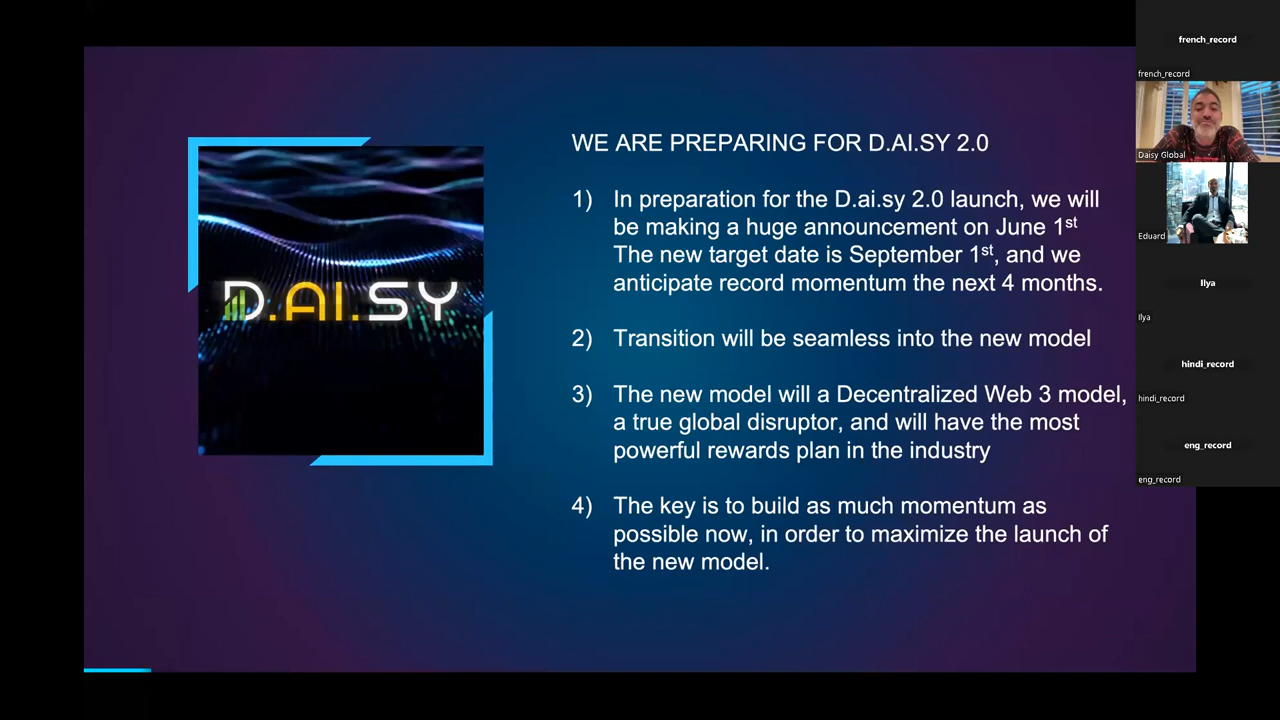 WE ARE PREPARING FOR D.AI.SY 2.0
1) In preparation for the D.ai.sy 2.0 launch, we will
be making a huge announcement on June 1st
The new target date is September 1st, and we
anticipate record momentum the next 4 months.
2) Transition will be seamless into the new model
3) The new model will a Decentralized Web 3 model,
a true global disruptor, and will have the most
powerful rewards plan in the industry
4) The key is to build as much momentum as
possible now, in order to maximize the launch of
the new model.
D.AI.SY
french_record
french_record
Daisy Global
Eduard
Ilya
Ilya
hindi_record
hindi_record
eng_record
eng_record